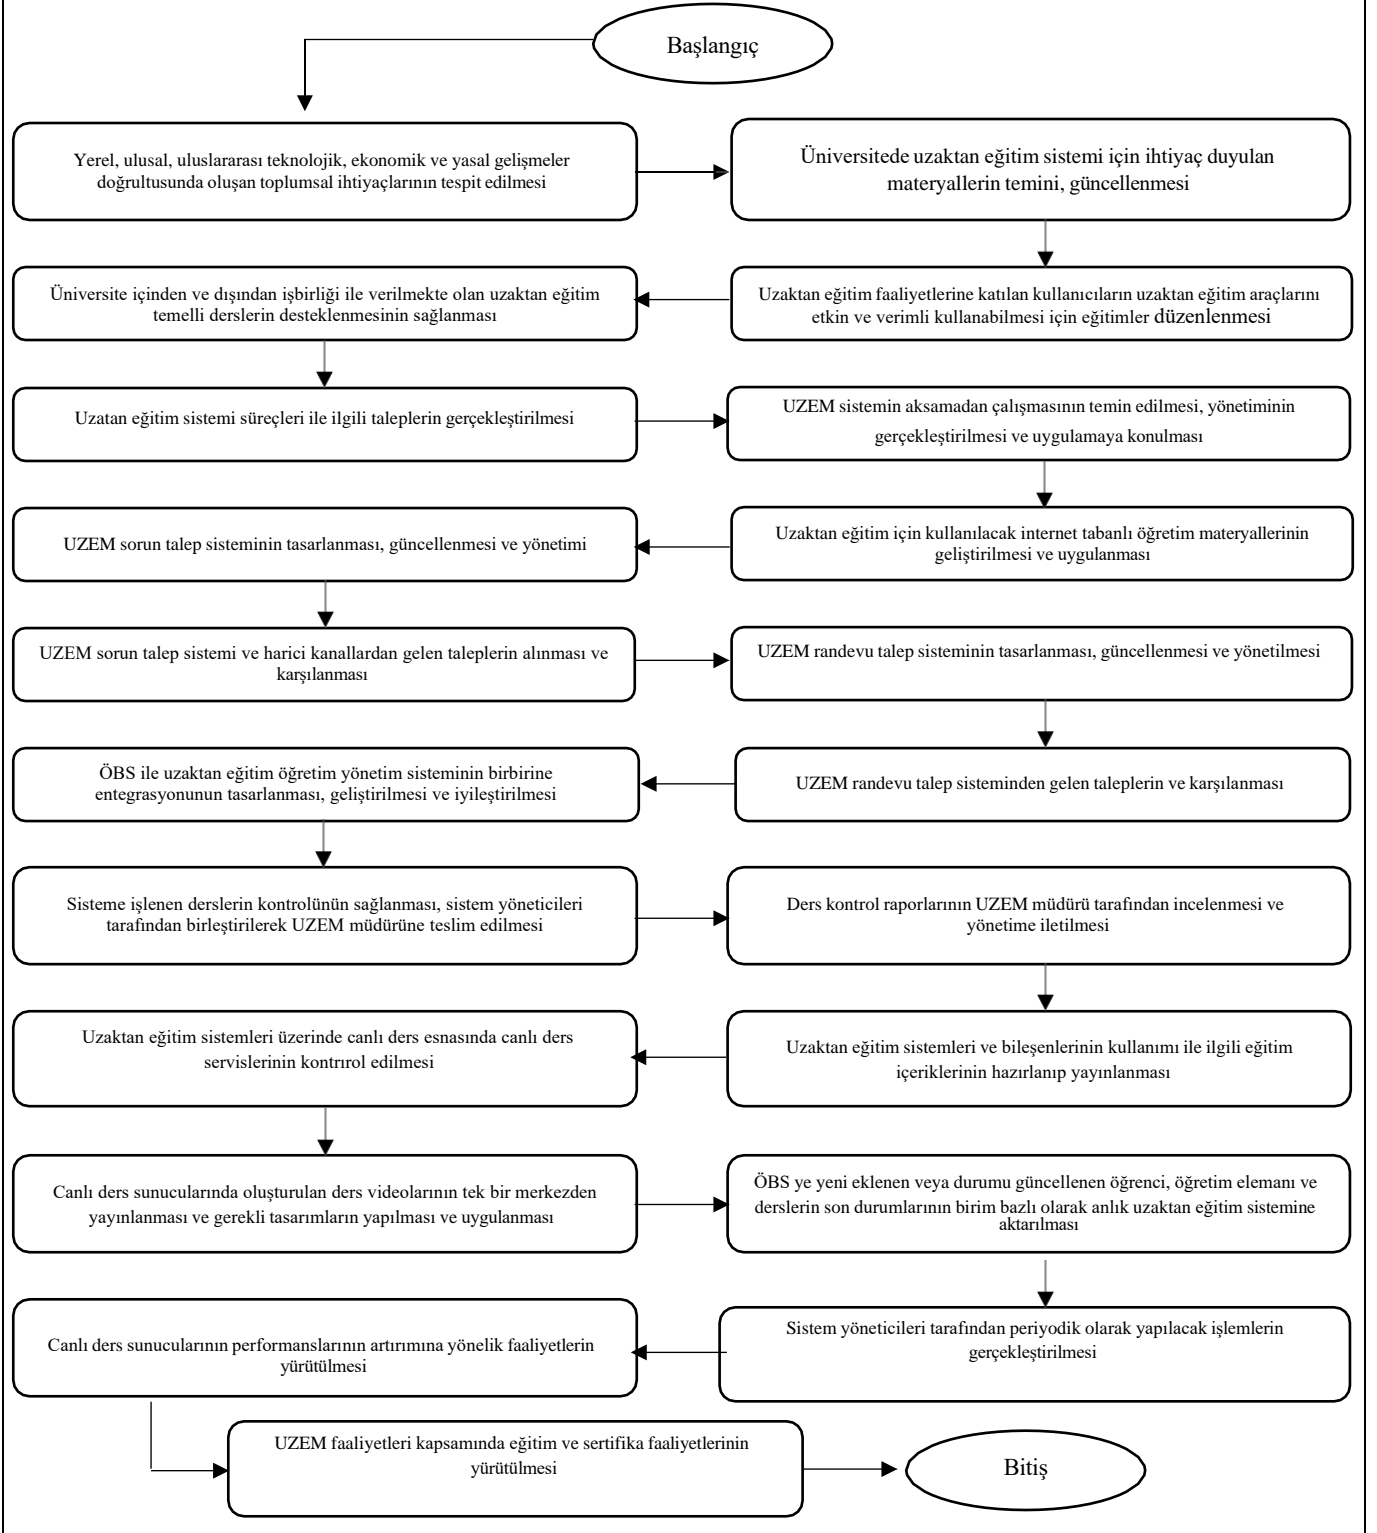 Başlangıç
Yerel, ulusal, uluslararası teknolojik, ekonomik ve yasal gelişmeler
doğrultusunda oluşan toplumsal ihtiyaçlarının tespit edilmesi
Üniversitede uzaktan eğitim sistemi için ihtiyaç duyulan
materyallerin temini, güncellenmesi
Uzaktan eğitim faaliyetlerine katılan kullanıcıların uzaktan eğitim araçlarını
etkin ve verimli kullanabilmesi için eğitimler düzenlenmesi
Üniversite içinden ve dışından işbirliği ile verilmekte olan uzaktan eğitim
temelli derslerin desteklenmesinin sağlanması
Uzatan eğitim sistemi süreçleri ile ilgili taleplerin gerçekleştirilmesi
UZEM sistemin aksamadan çalışmasının temin edilmesi, yönetiminin
gerçekleştirilmesi ve uygulamaya konulması
Uzaktan eğitim için kullanılacak internet tabanlı öğretim materyallerinin
geliştirilmesi ve uygulanması
UZEM sorun talep sisteminin tasarlanması, güncellenmesi ve yönetimi
UZEM sorun talep sistemi ve harici kanallardan gelen taleplerin alınması ve
karşılanması
UZEM randevu talep sisteminin tasarlanması, güncellenmesi ve yönetilmesi
UZEM randevu talep sisteminden gelen taleplerin ve karşılanması
ÖBS ile uzaktan eğitim öğretim yönetim sisteminin birbirine
entegrasyonunun tasarlanması, geliştirilmesi ve iyileştirilmesi
Sisteme işlenen derslerin kontrolünün sağlanması, sistem yöneticileri
tarafından birleştirilerek UZEM müdürüne teslim edilmesi
Ders kontrol raporlarının UZEM müdürü tarafından incelenmesi ve
yönetime iletilmesi
Uzaktan eğitim sistemleri ve bileşenlerinin kullanımı ile ilgili eğitim
içeriklerinin hazırlanıp yayınlanması
Uzaktan eğitim sistemleri üzerinde canlı ders esnasında canlı ders
servislerinin kontrırol edilmesi
Canlı ders sunucularında oluşturulan ders videolarının tek bir merkezden
yayınlanması ve gerekli tasarımların yapılması ve uygulanması
ÖBS ye yeni eklenen veya durumu güncellenen öğrenci, öğretim elemanı ve
derslerin son durumlarının birim bazlı olarak anlık uzaktan eğitim sistemine
aktarılması
Sistem yöneticileri tarafından periyodik olarak yapılacak işlemlerin
gerçekleştirilmesi
Canlı ders sunucularının performanslarının artırımına yönelik faaliyetlerin
yürütülmesi
UZEM faaliyetleri kapsamında eğitim ve sertifika faaliyetlerinin
yürütülmesi
Bitiş